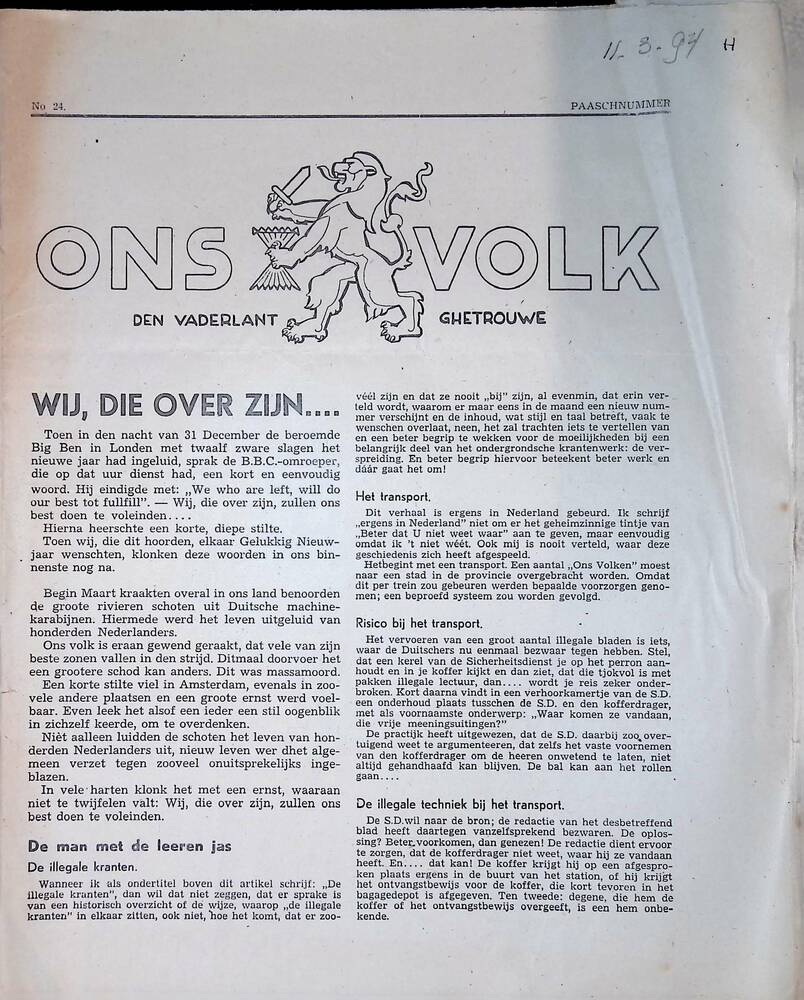 11-3-97 H
No 24.
PAASCHNUMMER
ONS VOLK
DEN VADERLANT GHETROUWE
WIJ, DIE OVER ZIJN....
Toen in den nacht van 31 December de beroemde
Big Ben in Londen met twaalf zware slagen het
nieuwe jaar had ingeluid, sprak de B.B.C.-omroeper,
die op dat uur dienst had, een kort en eenvoudig
woord. Hij eindigde met: „We who are left, will do
our best tot fullfill”. — Wij, die over zijn, zullen ons
best doen te voleinden....
Hierna heerschte een korte, diepe stilte.
Toen wij, die dit hoorden, elkaar Gelukkig Nieuw-
jaar wenschten, klonken deze woorden in ons bin-
nenste nog na.
Begin Maart kraakten overal in ons land benoorden
de groote rivieren schoten uit Duitsche machine-
karabijnen. Hiermede werd het leven uitgeluid van
honderden Nederlanders.
Ons volk is eraan gewend geraakt, dat vele van zijn
beste zonen vallen in den strijd. Ditmaal doorvoer het
een grootere schod kan anders. Dit was massamoord.
Een korte stilte viel in Amsterdam, evenals in zoo-
vele andere plaatsen en een groote ernst werd voel-
baar. Even leek het alsof een ieder een stil oogenblik
in zichzelf keerde, om te overdenken.
Nièt aalleen luidden de schoten het leven van hon-
derden Nederlanders uit, nieuw leven wer dhet alge-
meen verzet tegen zooveel onuitsprekelijks inge-
blazen.
In vele harten klonk het met een ernst, waaraan
niet te twijfelen valt: Wij, die over zijn, zullen ons
best doen te voleinden.
De man met de leeren jas
De illegale kranten.
Wanneer ik als ondertitel boven dit artikel schrijf: „De
illegale kranten”, dan wil dat niet zeggen, dat er sprake is
van een historisch overzicht of de wijze, waarop „de illegale
kranten” in elkaar zitten, ook niet, hoe het komt, dat er zoo-
véél zijn en dat ze nooit „bij” zijn, al evenmin, dat erin ver-
teld wordt, waarom er maar eens in de maand een nieuw num-
mer verschijnt en de inhoud, wat stijl en taal betreft, vaak te
wenschen overlaat, neen, het zal trachten iets te vertellen van
en een beter begrip te wekken voor de moeilijkheden bij een
belangrijk deel van het ondergrondsche krantenwerk: de ver-
spreiding. En beter begrip hiervoor beteekent beter werk en
dáár gaat het om!
Het transport.
Dit verhaal is ergens in Nederland gebeurd. Ik schrijf
„ergens in Nederland” niet om er het geheimzinnige tintje van
„Beter dat U niet weet waar” aan te geven, maar eenvoudig
omdat ik 't niet wéét. Ook mij is nooit verteld, waar deze
geschiedenis zich heeft afgespeeld.
Hetbegint met een transport. Een aantal „Ons Volken” moest
naar een stad in de provincie overgebracht worden. Omdat
dit per trein zou gebeuren werden bepaalde voorzorgen geno-
men; een beproefd systeem zou worden gevolgd.
Risico bij het transport.
Het vervoeren van een groot aantal illegale bladen is iets,
waar de Duitschers nu eenmaal bezwaar tegen hebben. Stel,
dat een kerel van de Sicherheitsdienst je op het perron aan-
houdt en in je koffer kijkt en dan ziet, dat die tjokvol is met
pakken illegale lectuur, dan.... wordt je reis zeker onder-
broken. Kort daarna vindt in een verhoorkamertje van de S.D.
een onderhoud plaats tusschen de S.D. en den kofferdrager,
met als voornaamste onderwerp: „Waar komen ze vandaan,
die vrije meeningsuitingen?”
De practijk heeft uitgewezen, dat de S.D. daarbij zoo over-
tuigend weet te argumenteeren, dat zelfs het vaste voornemen
van den kofferdrager om de heeren onwetend te laten, niet
altijd gehandhaafd kan blijven. De bal kan aan het rollen
gaan....
De illegale techniek bij het transport.
De S.D.wil naar de bron; de redactie van het desbetreffend
blad heeft daartegen vanzelfsprekend bezwaren. De oplos-
sing? Beter voorkomen, dan genezen! De redactie dient ervoor
te zorgen, dat de kofferdrager niet weet, waar hij ze vandaan
heeft. En.... dat kan! De koffer krijgt hij op een afgespro-
ken plaats ergens in de buurt van het station, of hij krijgt
het ontvangstbewijs voor de koffer, die kort tevoren in het
bagagedepot is afgegeven. Ten tweede: degene, die hem de
koffer of het ontvangstbewijs overgeeft, is een hem onbe-
kende.